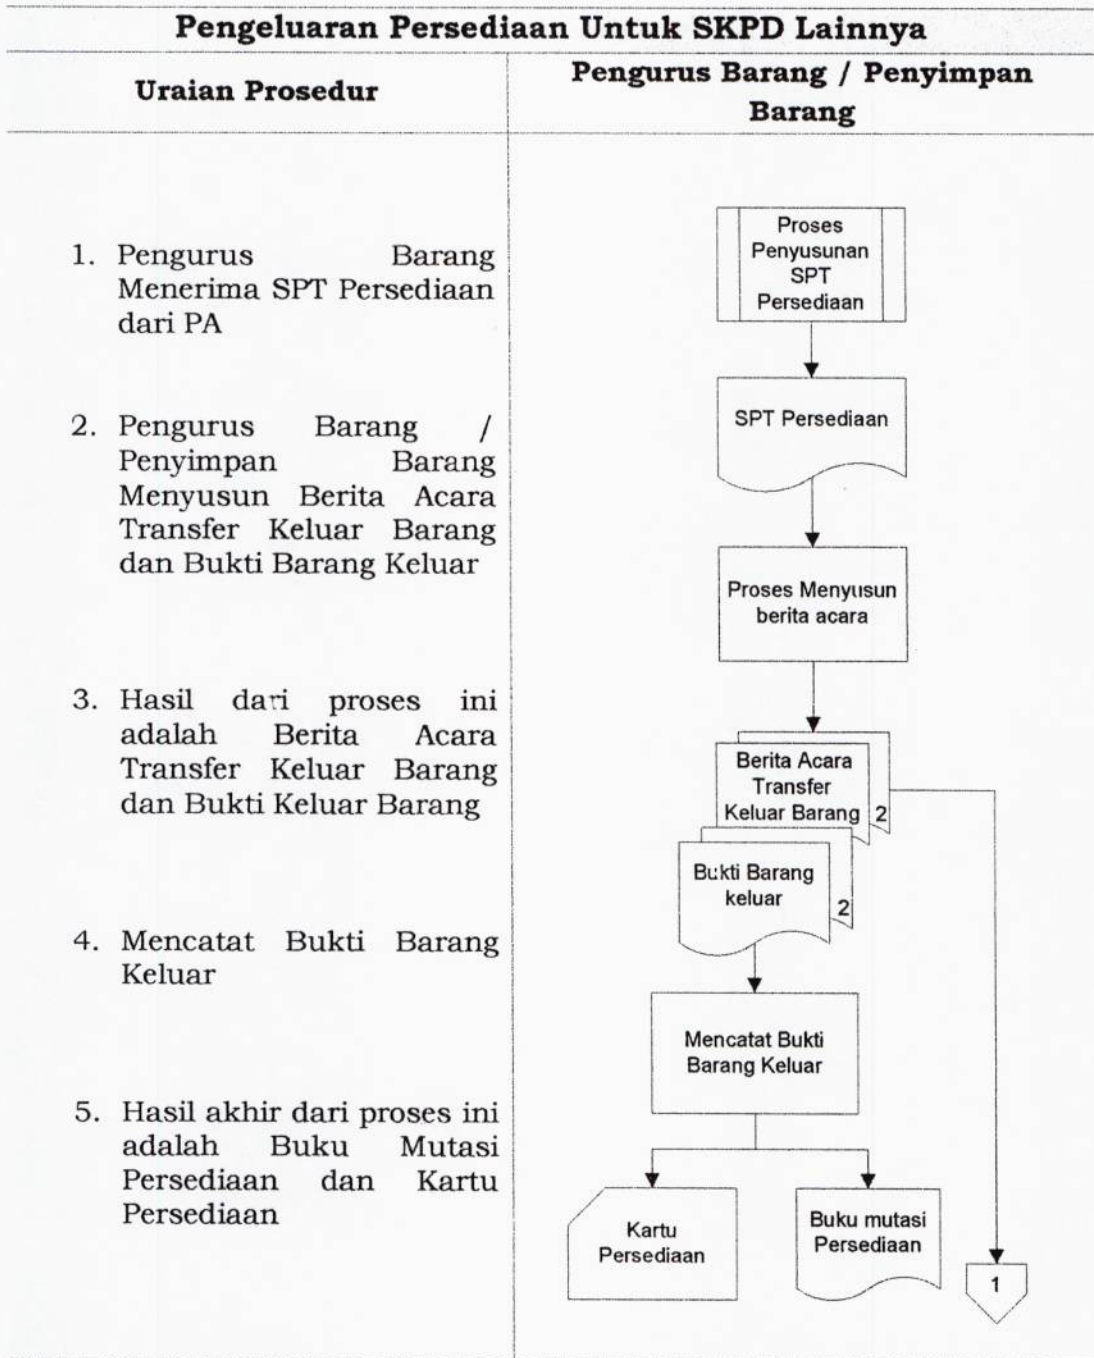 Pengeluaran Persediaan Untuk SKPD Lainnya
Uraian Prosedur
Pengurus Barang / Penyimpan
Barang
1. Pengurus Barang
Menerima SPT Persediaan
dari PA
2. Pengurus Barang /
Penyimpan Barang
Menyusun Berita Acara
Transfer Keluar Barang
dan Bukti Barang Keluar
3. Hasil dari proses ini
adalah Berita Acara
Transfer Keluar Barang
dan Bukti Keluar Barang
4. Mencatat Bukti Barang
Keluar
5. Hasil akhir dari proses ini
adalah Buku Mutasi
Persediaan dan Kartu
Persediaan
Proses
Penyusunan
SPT
Persediaan
SPT Persediaan
Proses Menyusun
berita acara
Berita Acara
Transfer
Keluar Barang
2
Bukti Barang
keluar
2
Mencatat Bukti
Barang Keluar
Kartu
Persediaan
Buku mutasi
Persediaan
1